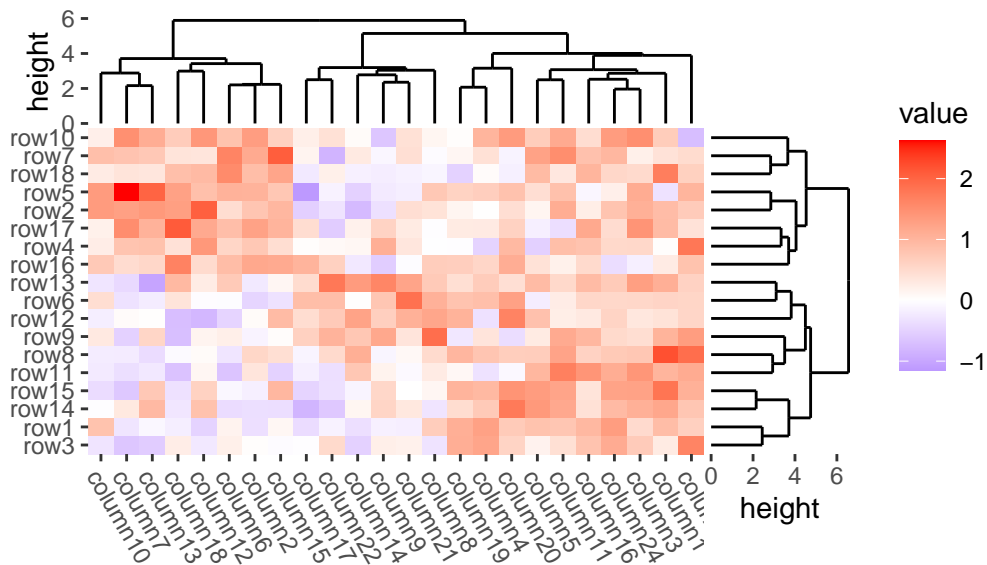 height
6
4
2
0
row10
row7
row18
row5
row2
row17
row4
row16
row13
row6
row12
row9
row8
row11
row15
row14
row1
row3
column10
column7
column13
column18
column12
column6
column2
column15
column17
column22
column14
column9
column21
column8
column19
column4
column20
column5
column11
column16
column24
column3
column1
0 2 4 6
height
value
2
1
0
−1